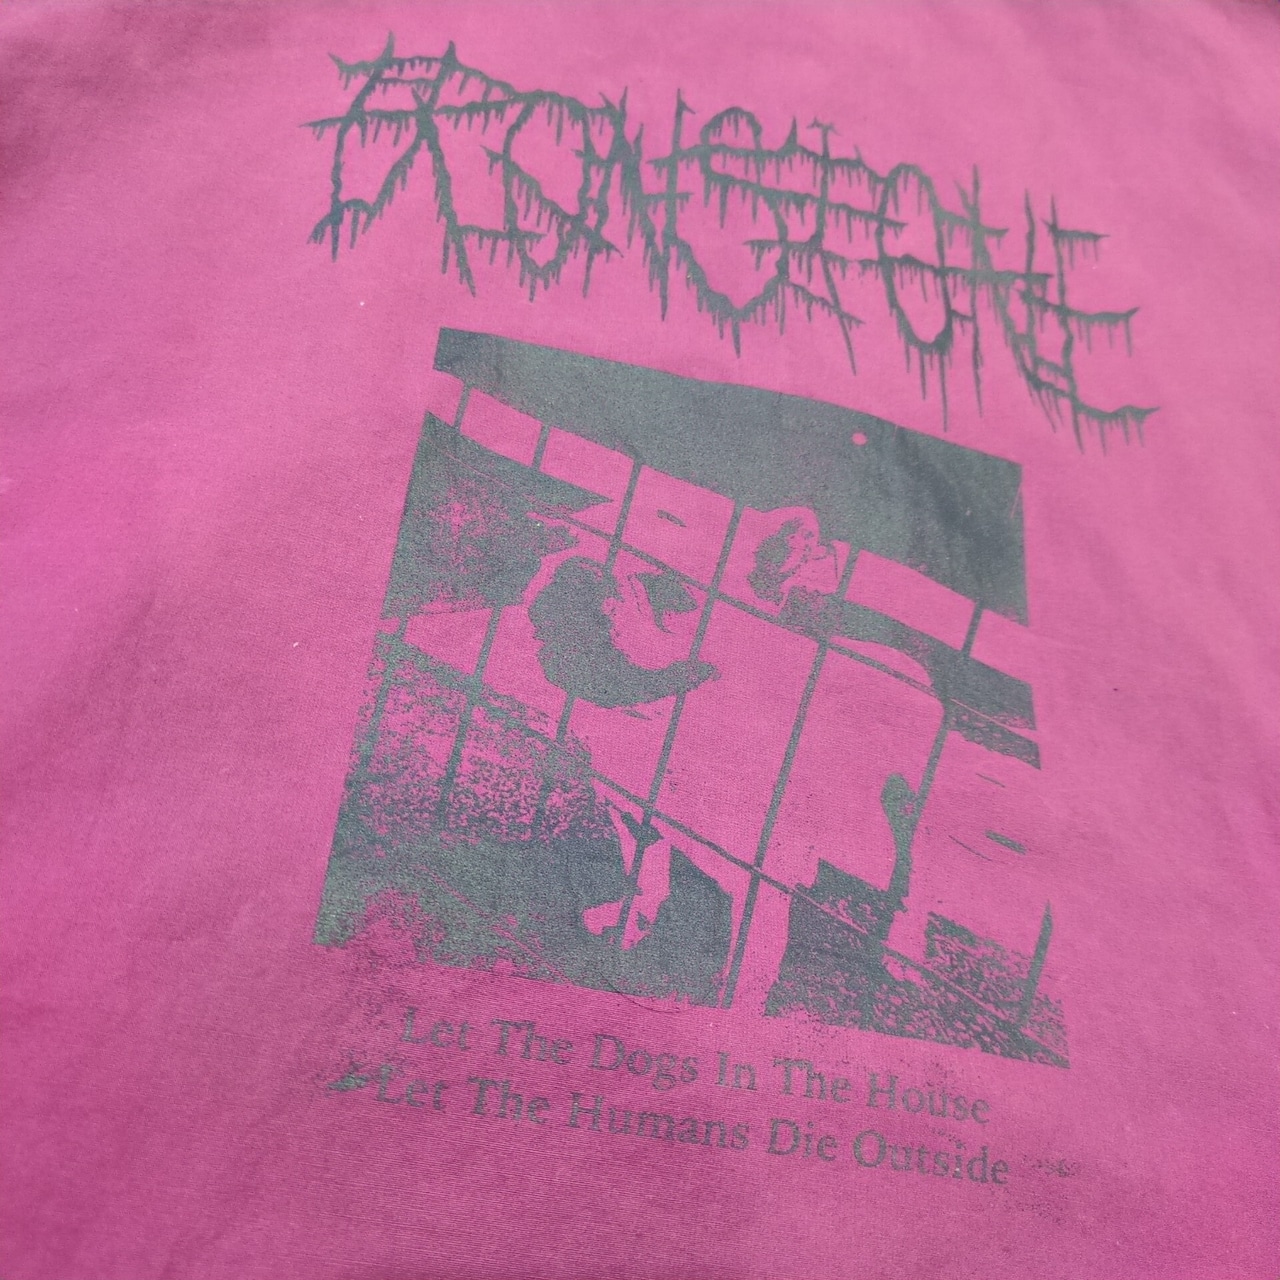 Let The Dogs In The House
Let The Humans Die Outside